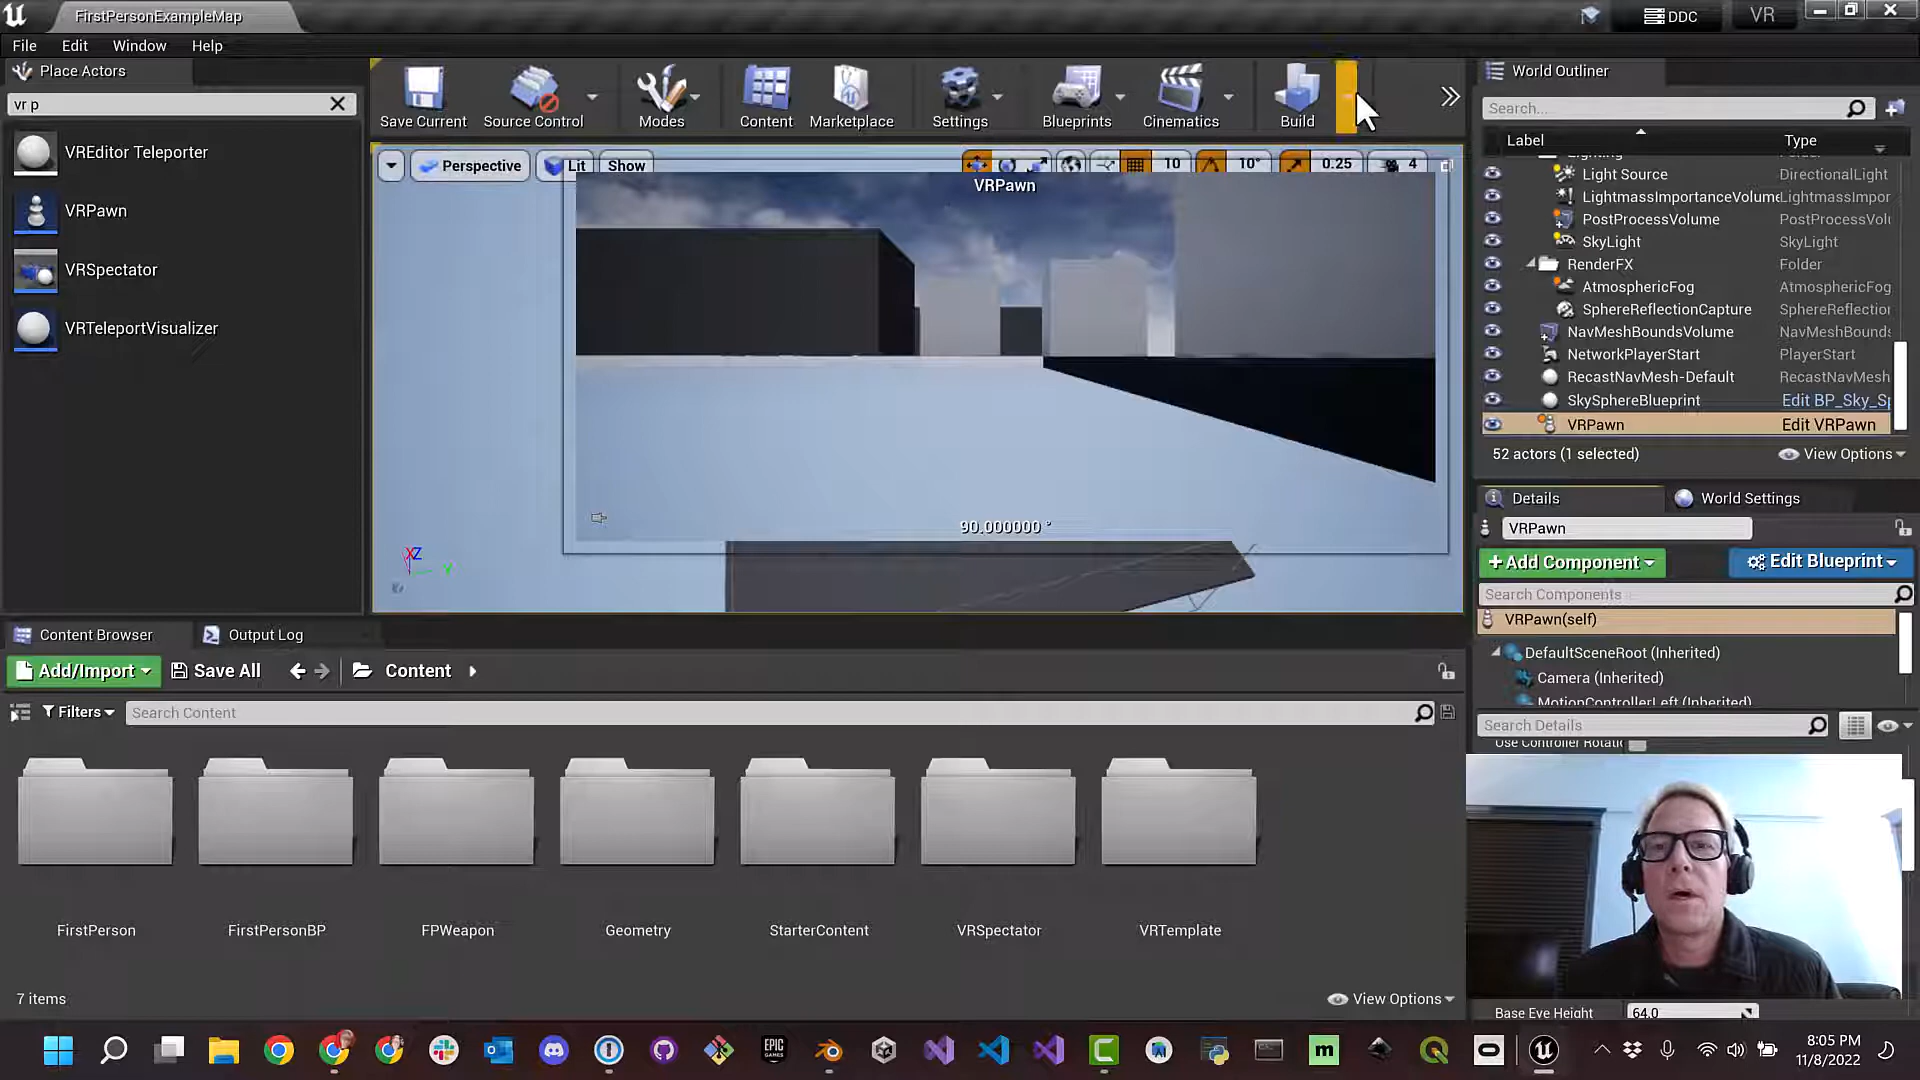 FirstPersonExampleMap
DDC
VR
File
Edit
Window
Help
Place Actors
vr p
VREditor Teleporter
VRPawn
VRSpectator
VRTeleportVisualizer
Save Current
Source Control
Modes
Content
Marketplace
Settings
Blueprints
Cinematics
Build
Perspective
Lit
Show
10
10°
0.25
4
VRPawn
90.000000 °
X
Z
Y
World Outliner
Search...
Label
Type
Lighting
Folder
Light Source
DirectionalLight
LightmassImportanceVolume
LightmassImpor
PostProcessVolume
PostProcessVolu
SkyLight
SkyLight
RenderFX
Folder
AtmosphericFog
AtmosphericFog
SphereReflectionCapture
SphereReflection
NavMeshBoundsVolume
NavMeshBounds
NetworkPlayerStart
PlayerStart
RecastNavMesh-Default
RecastNavMesh
SkySphereBlueprint
Edit BP_Sky_Sp
VRPawn
Edit VRPawn
52 actors (1 selected)
View Options
Details
World Settings
VRPawn
+Add Component
Edit Blueprint
Search Components
VRPawn(self)
DefaultSceneRoot (Inherited)
Camera (Inherited)
MotionControllerLeft (Inherited)
Search Details
Use Controller Rotatio
Base Eye Height
64.0
Content Browser
Output Log
Add/Import
Save All
Content
Filters
Search Content
FirstPerson
FirstPersonBP
FPWeapon
Geometry
StarterContent
VRSpectator
VRTemplate
7 items
View Options
EPIC
GAMES
m
8:05 PM
11/8/2022